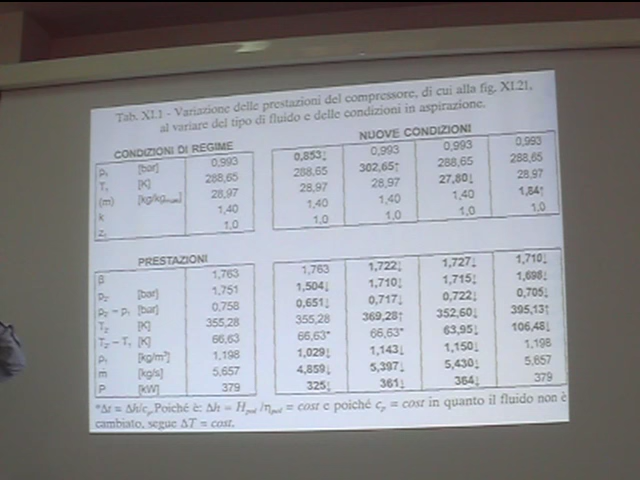 Tab. XI.1 - Variazione delle prestazioni del compressore, di cui alla fig. XI.21,
al variare del tipo di fluido e delle condizioni in aspirazione.
CONDIZIONI DI REGIME NUOVE CONDIZIONI
p₁ [bar] 0,993 0,853↓ 0,993 0,993 0,993
T₁ [K] 288,65 288,65 302,65↑ 288,65 288,65
(m) [kg/kgₘₒₗ] 28,97 28,97 28,97 27,80↓ 28,97
k 1,40 1,40 1,40 1,40 1,84↑
z₁ 1,0 1,0 1,0 1,0 1,0
PRESTAZIONI
β 1,763 1,763 1,722↓ 1,727↓ 1,710↓
p₂ [bar] 1,751 1,504↓ 1,710↓ 1,715↓ 1,698↓
p₂ – p₁ [bar] 0,758 0,651↓ 0,717↓ 0,722↓ 0,705↓
T₂ [K] 355,28 355,28 369,28↑ 352,60↓ 395,13↑
T₂ – T₁ [K] 66,63 66,63* 66,63* 63,95↓ 106,48↓
ρ₁ [kg/m³] 1,198 1,029↓ 1,143↓ 1,150↓ 1,198
ṁ [kg/s] 5,657 4,859↓ 5,397↓ 5,430↓ 5,657
P [kW] 379 325↓ 361↓ 364↓ 379
*Δt = Δh/cₚ.Poiché è: Δh = Hₚₒₗ/ηₚₒₗ = cost e poiché cₚ = cost in quanto il fluido non è
cambiato, segue ΔT = cost.